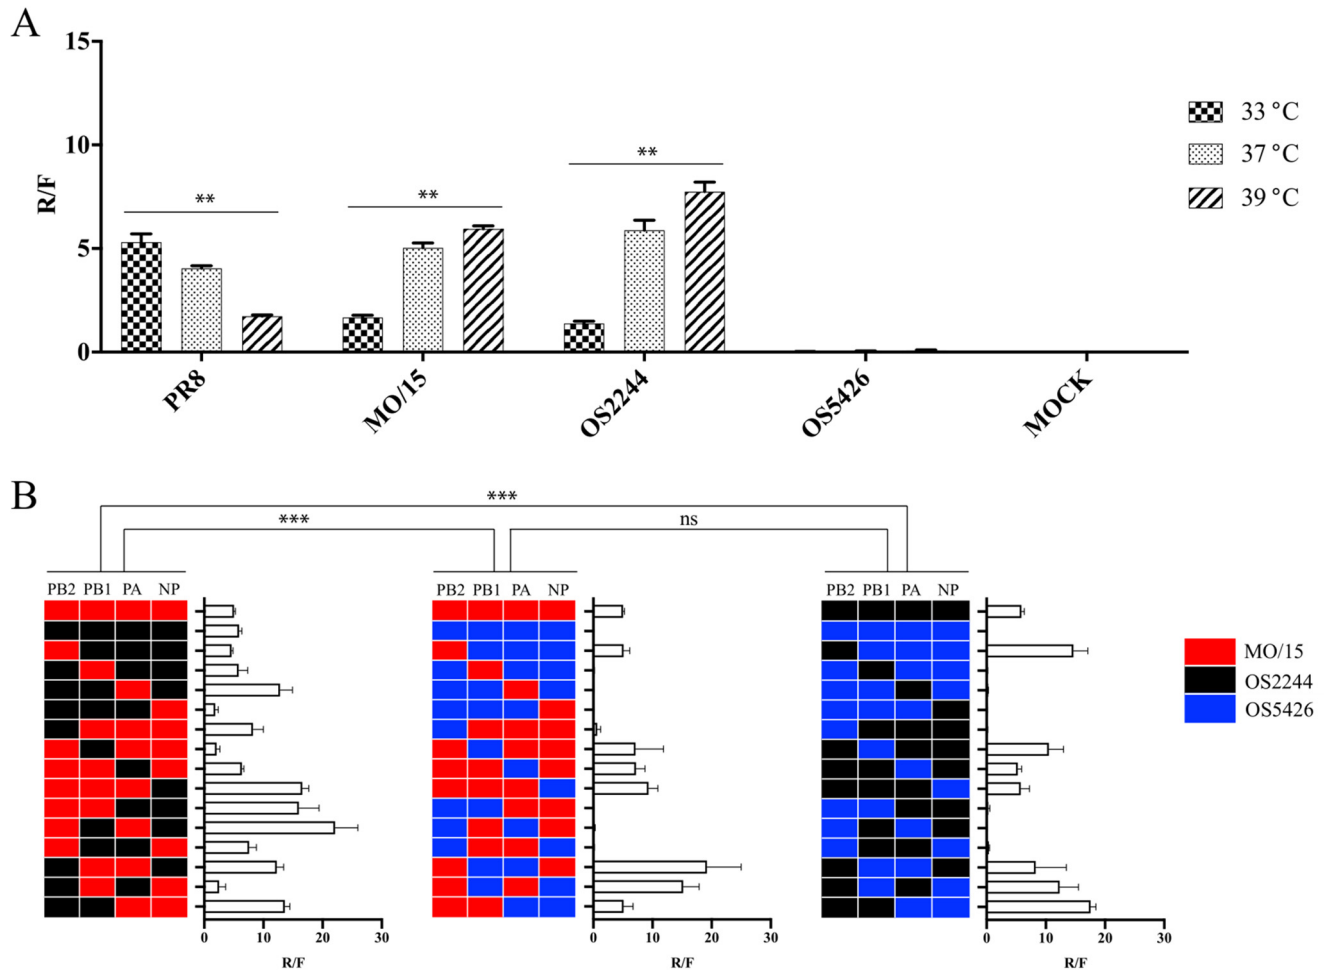 A
15
10
5
0
R/F
**
**
**
33 °C
37 °C
39 °C
PR8
MO/15
OS2244
OS5426
MOCK
B
***
***
ns
PB2 PB1 PA NP
PB2 PB1 PA NP
PB2 PB1 PA NP
MO/15
OS2244
OS5426
0 10 20 30
0 10 20 30
0 10 20 30
R/F
R/F
R/F